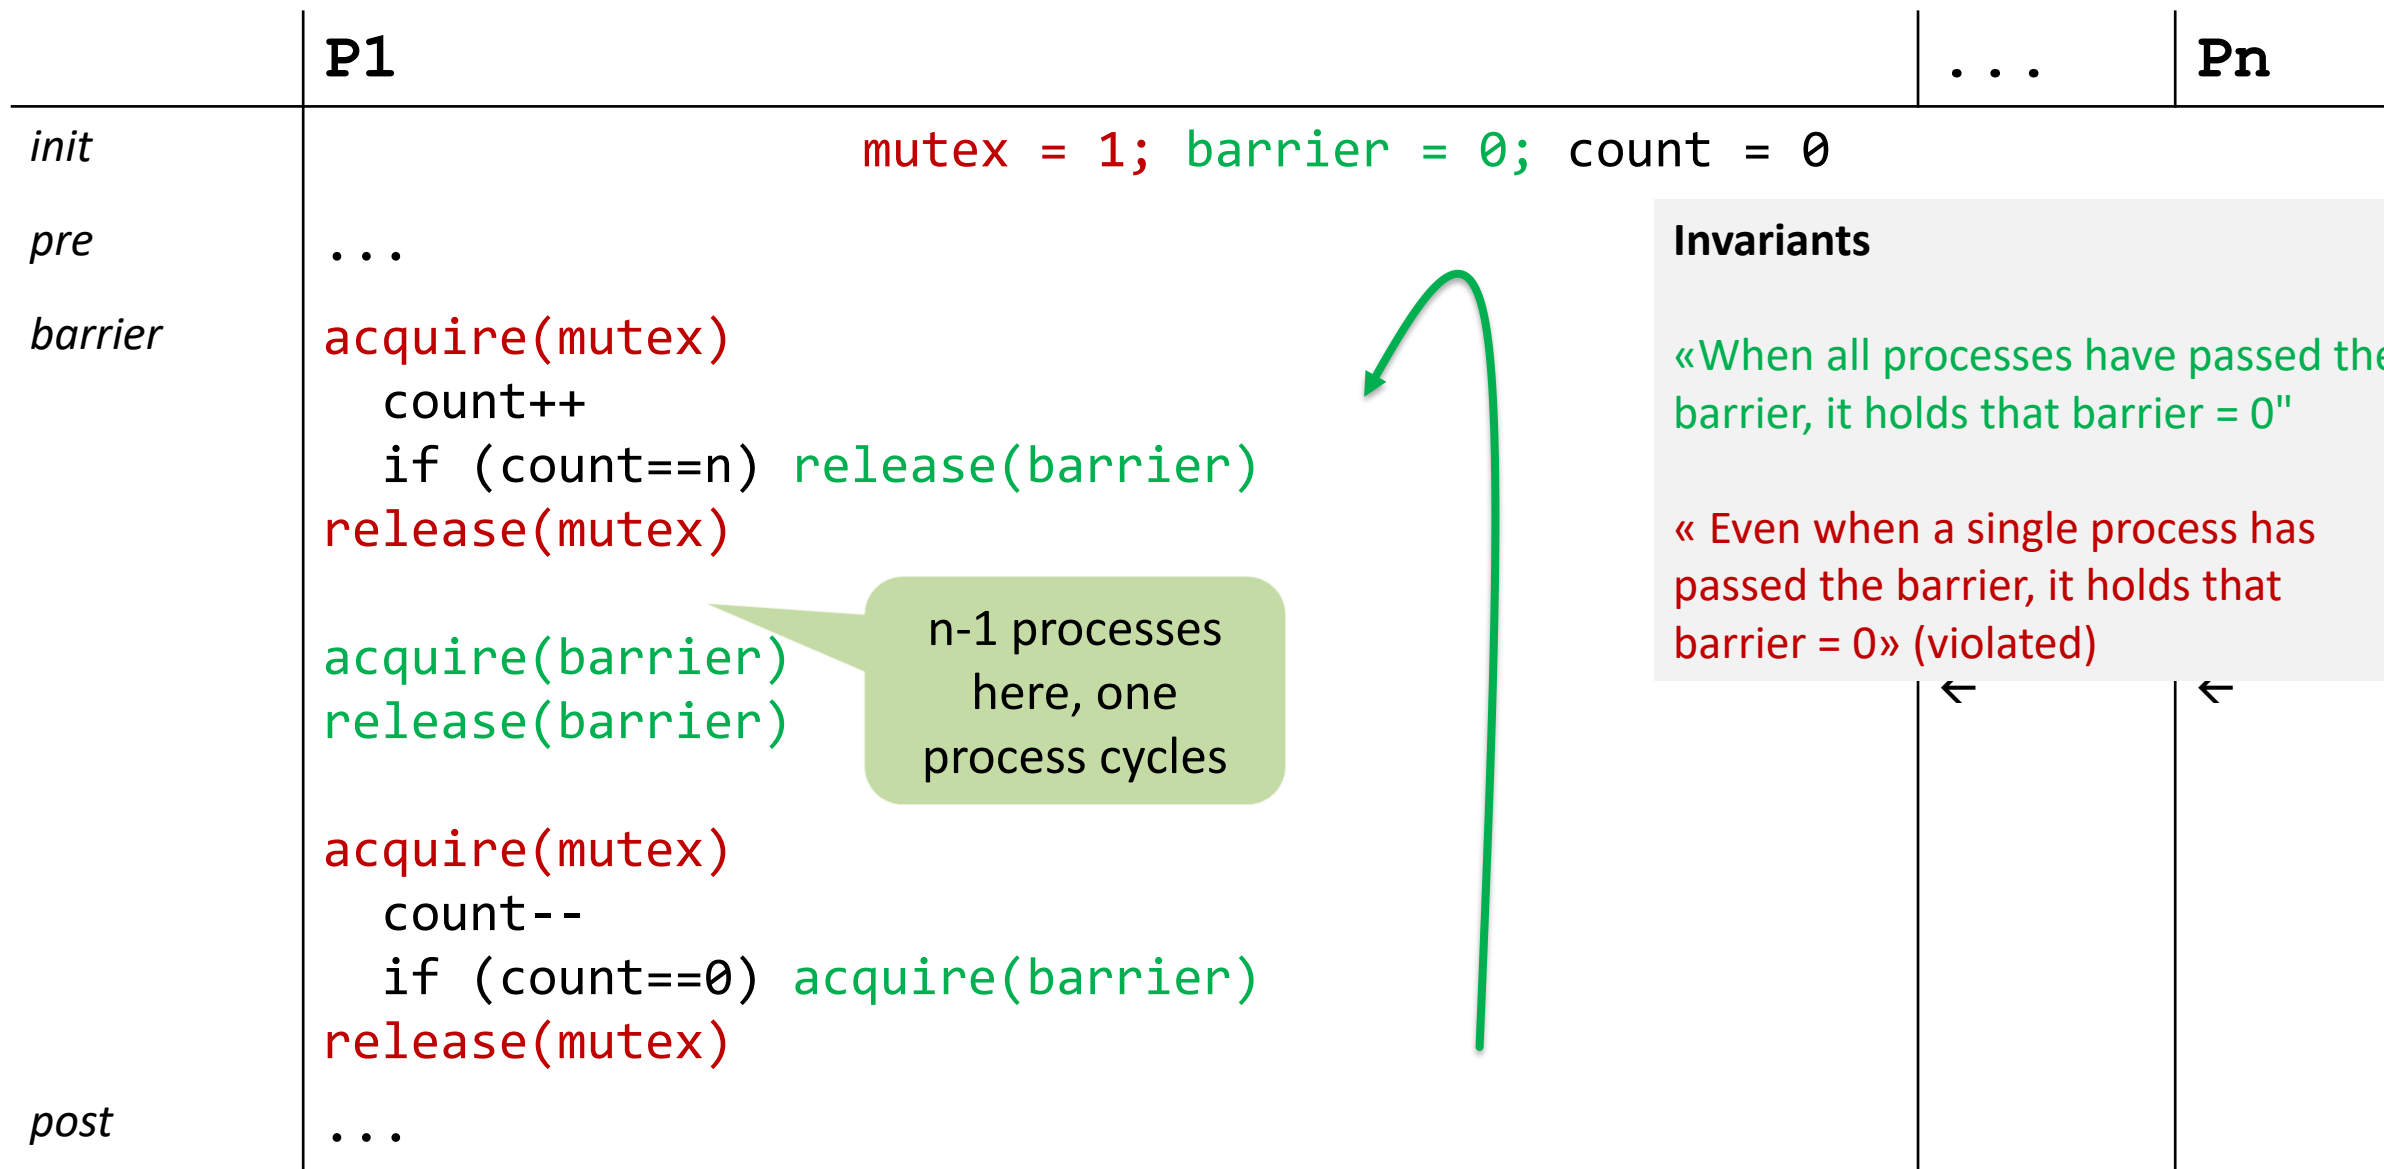 P1 ... Pn
init mutex = 1; barrier = 0; count = 0
pre ...
barrier acquire(mutex)
count++
if (count==n) release(barrier)
release(mutex)
acquire(barrier)
release(barrier)
acquire(mutex)
count--
if (count==0) acquire(barrier)
release(mutex)
post ...
n-1 processes
here, one
process cycles
Invariants
«When all processes have passed the
barrier, it holds that barrier = 0"
« Even when a single process has
passed the barrier, it holds that
barrier = 0» (violated)
← ←